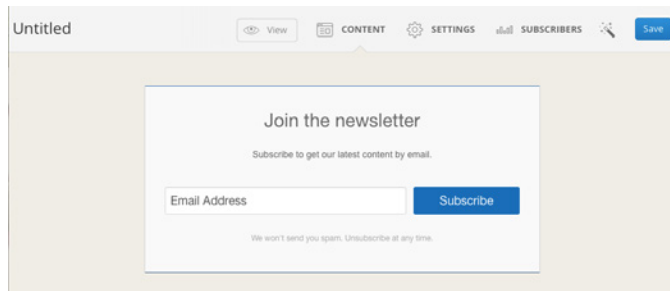 Untitled
View
CONTENT
SETTINGS
SUBSCRIBERS
Save
Join the newsletter
Subscribe to get our latest content by email.
Email Address
Subscribe
We won't send you spam. Unsubscribe at any time.